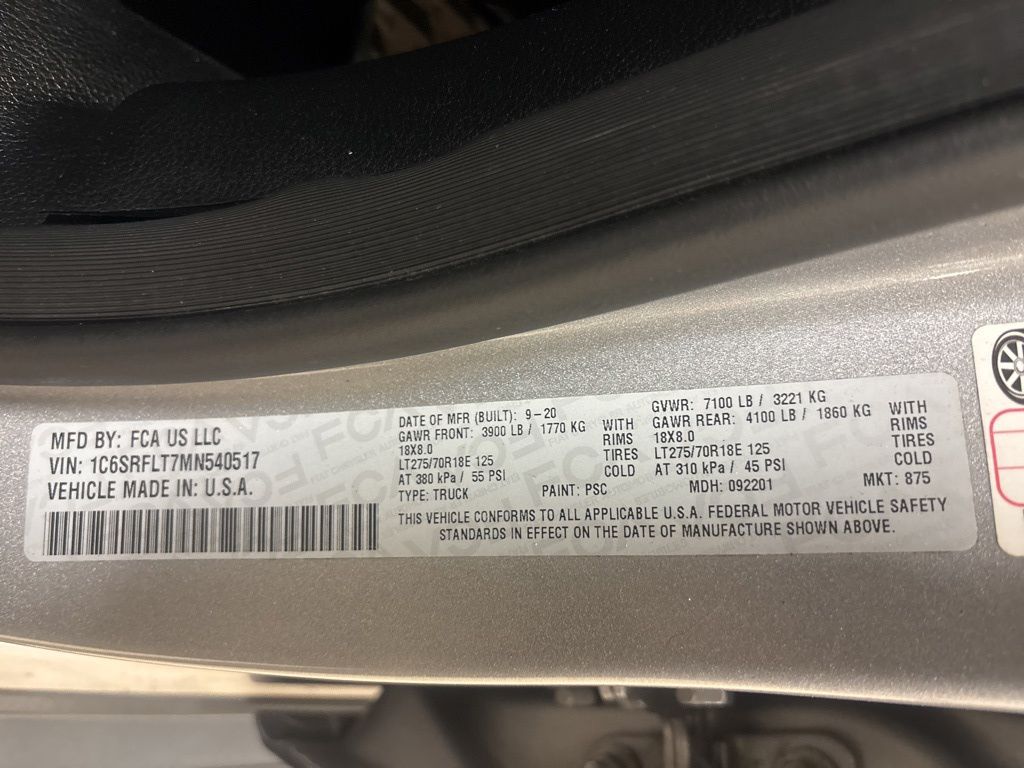 MFD BY: FCA US LLC
VIN: 1C6SRFLT7MN540517
VEHICLE MADE IN: U.S.A.
DATE OF MFR (BUILT): 9-20
GAWR FRONT: 3900 LB / 1770 KG WITH
18X8.0 RIMS
LT275/70R18E 125 TIRES
AT 380 kPa / 55 PSI COLD
GVWR: 7100 LB / 3221 KG
GAWR REAR: 4100 LB / 1860 KG WITH
18X8.0 RIMS
LT275/70R18E 125 TIRES
AT 310 kPa / 45 PSI COLD
TYPE: TRUCK PAINT: PSC MDH: 092201 MKT: 875
THIS VEHICLE CONFORMS TO ALL APPLICABLE U.S.A. FEDERAL MOTOR VEHICLE SAFETY
STANDARDS IN EFFECT ON THE DATE OF MANUFACTURE SHOWN ABOVE.